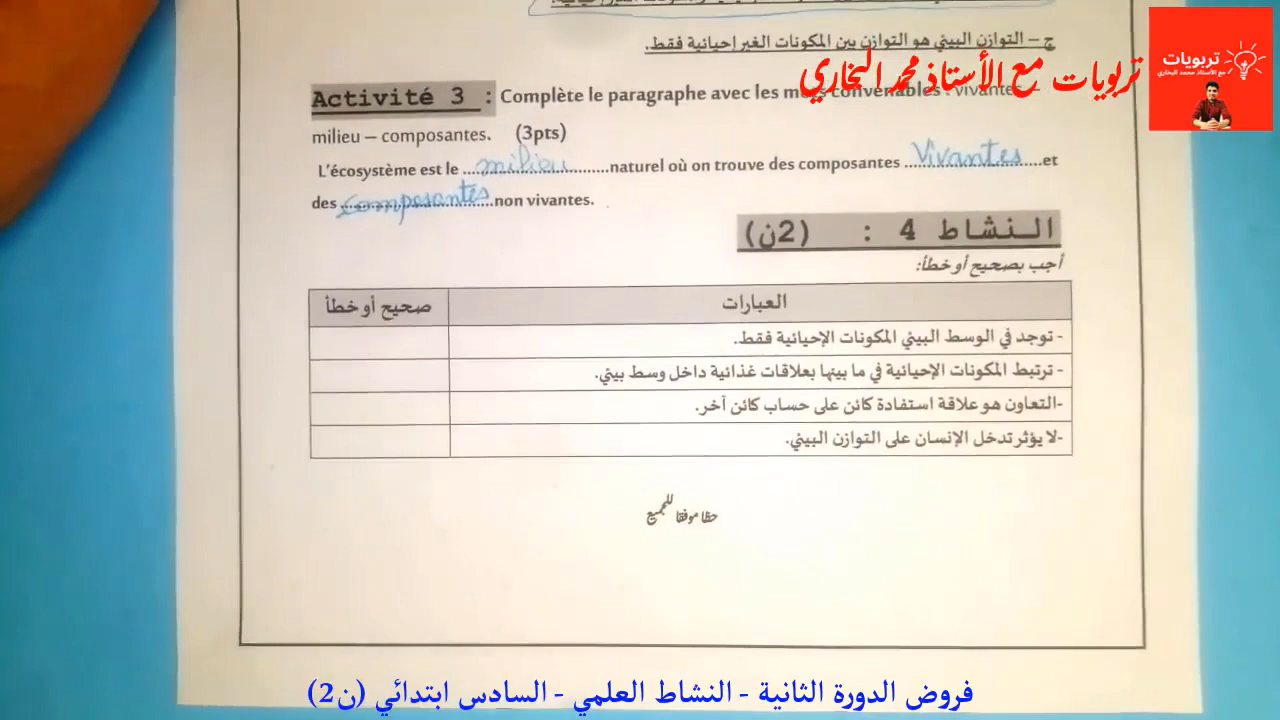 ج – التوازن البيئي هو التوازن بين المكونات الغير إحيائية فقط.
تربويات
مع الأستاذ محمد البخاري
تربويات مع الأستاذ محمد البخاري
Activité 3 : Complète le paragraphe avec les mots convenables : vivantes –
milieu – composantes. (3pts)
L'écosystème est le ...milieu...naturel où on trouve des composantes ...Vivantes...et
des ...composantes...non vivantes.
النشاط 4 : (2ن)
أجب بصحيح أو خطأ:
العبارات صحيح أو خطأ
- توجد في الوسط البيئي المكونات الإحيائية فقط.
- ترتبط المكونات الإحيائية في ما بينها بعلاقات غذائية داخل وسط بيئي.
-التعاون هو علاقة استفادة كائن على حساب كائن آخر.
-لا يؤثر تدخل الإنسان على التوازن البيئي.
حظا موفقا للجميع
فروض الدورة الثانية - النشاط العلمي - السادس ابتدائي (ن2)